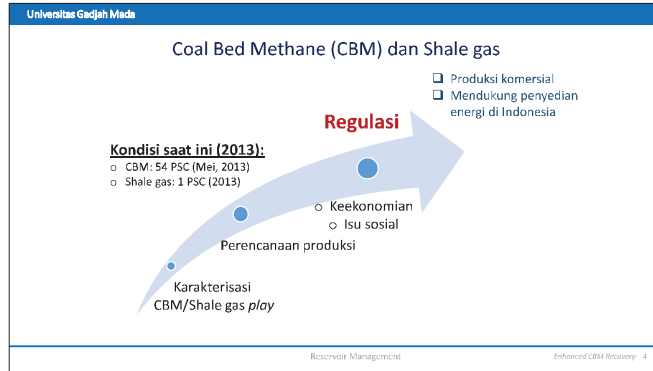 Universitas Gadjah Mada
Coal Bed Methane (CBM) dan Shale gas
❑ Produksi komersial
❑ Mendukung penyedian
energi di Indonesia
Regulasi
Kondisi saat ini (2013):
o CBM: 54 PSC (Mei, 2013)
o Shale gas: 1 PSC (2013)
o Keekonomian
o Isu sosial
Perencanaan produksi
Karakterisasi
CBM/Shale gas play
Reservoir Management
Enhanced CBM Recovery - 4